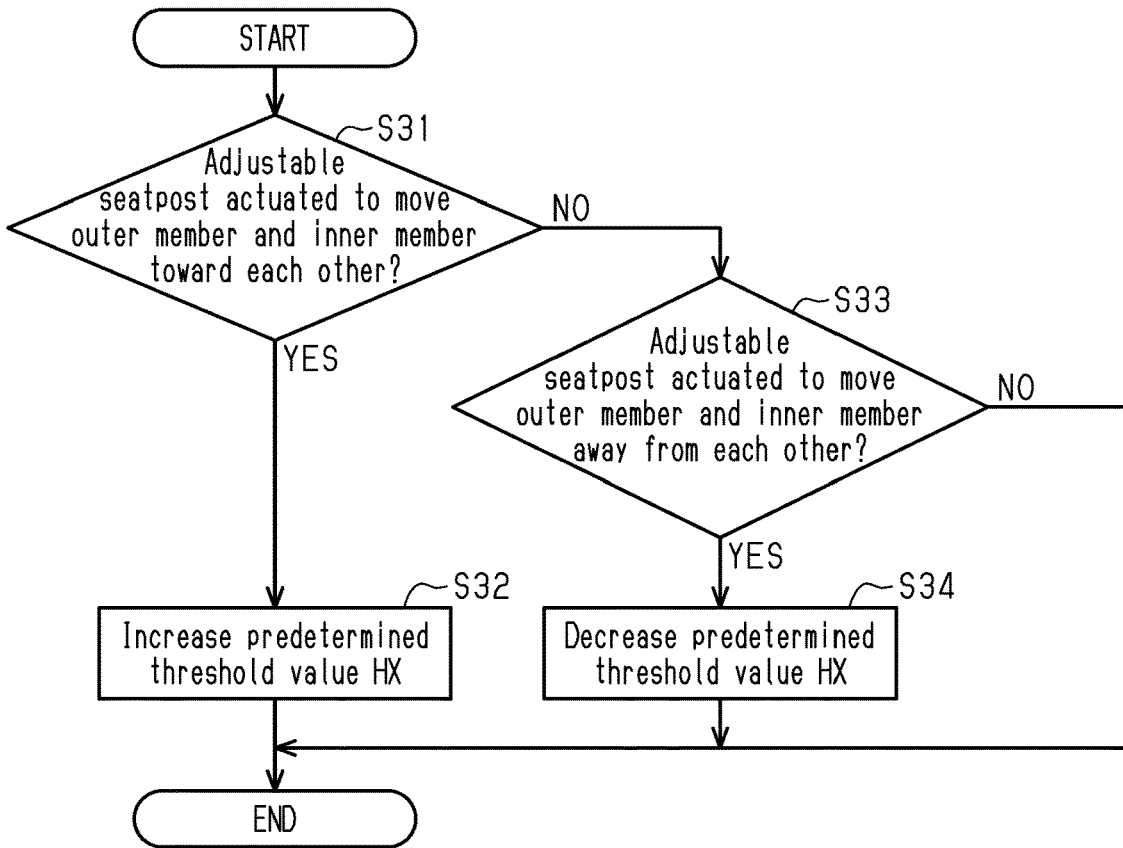 START
S31
Adjustable
seatpost actuated to move
outer member and inner member
toward each other?
NO
YES
S33
Adjustable
seatpost actuated to move
outer member and inner member
away from each other?
NO
YES
S32
Increase predetermined
threshold value HX
S34
Decrease predetermined
threshold value HX
END